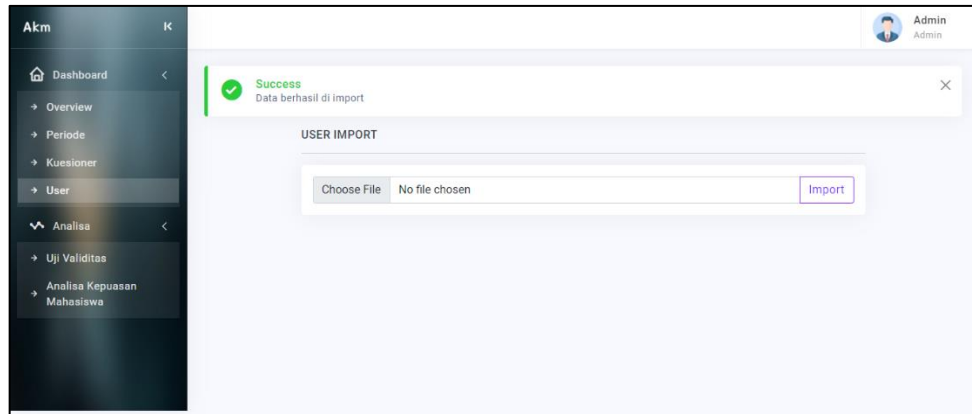 Akm
Admin
Admin
Dashboard
Overview
Periode
Kuesioner
User
Analisa
Uji Validitas
Analisa Kepuasan
Mahasiswa
Success
Data berhasil di import
USER IMPORT
Choose File No file chosen Import